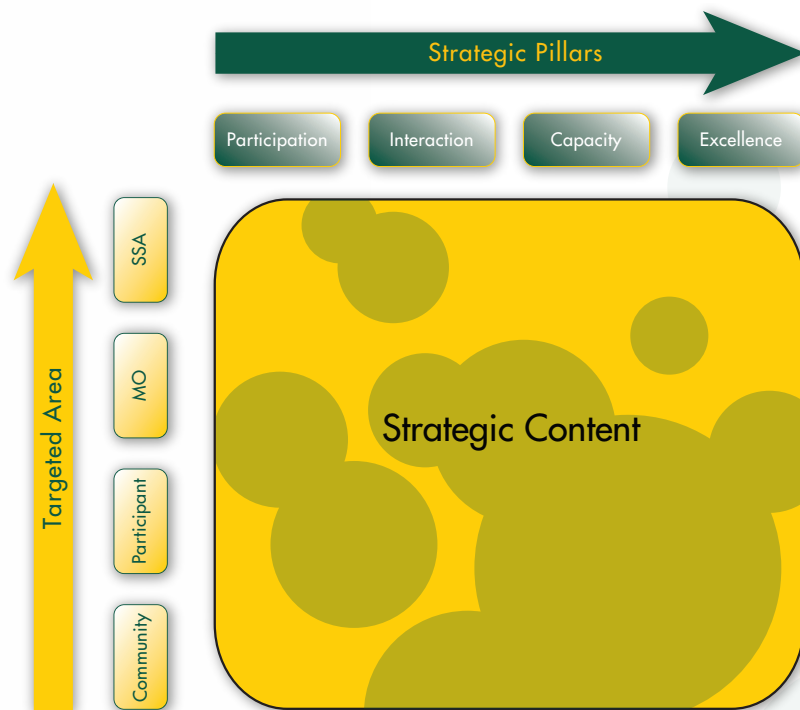 Strategic Pillars
Participation
Interaction
Capacity
Excellence
SSA
MO
Participant
Community
Targeted Area
Strategic Content